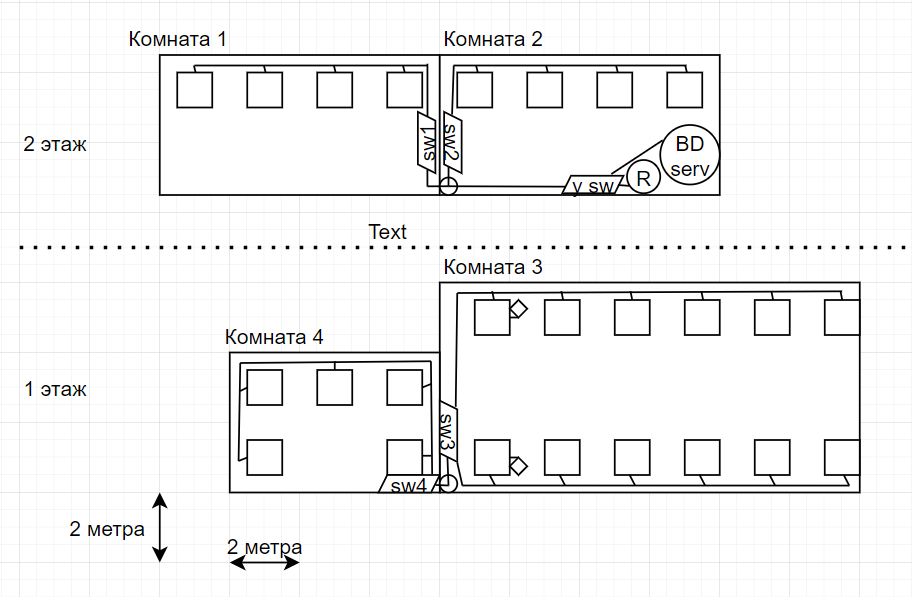 Комната 1
Комната 2
2 этаж
sw1
sw2
BD
serv
R
y sw
Text
Комната 3
Комната 4
1 этаж
sw3
sw4
2 метра
2 метра